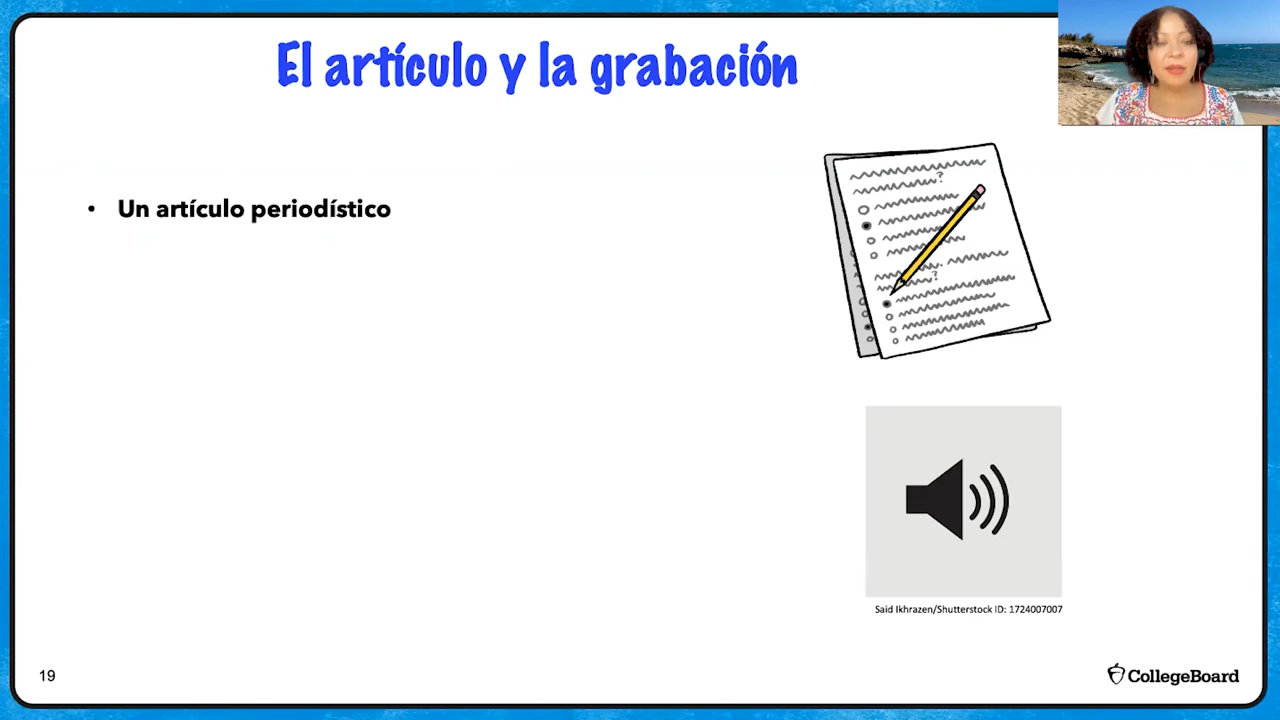 El artículo y la grabación
• Un artículo periodístico
Said Ikhrazen/Shutterstock ID: 1724007007
19
CollegeBoard